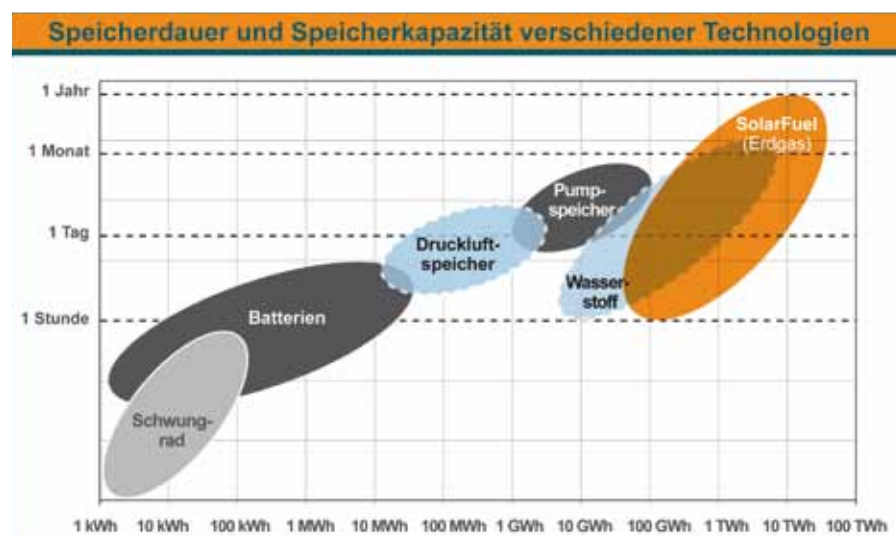 Speicherdauer und Speicherkapazität verschiedener Technologien
1 Jahr
SolarFuel
(Erdgas)
1 Monat
Pump-
speicher
1 Tag
Druckluft-
speicher
Wasser-
stoff
1 Stunde
Batterien
Schwung-
rad
1 kWh 10 kWh 100 kWh 1 MWh 10 MWh 100 MWh 1 GWh 10 GWh 100 GWh 1 TWh 10 TWh 100 TWh